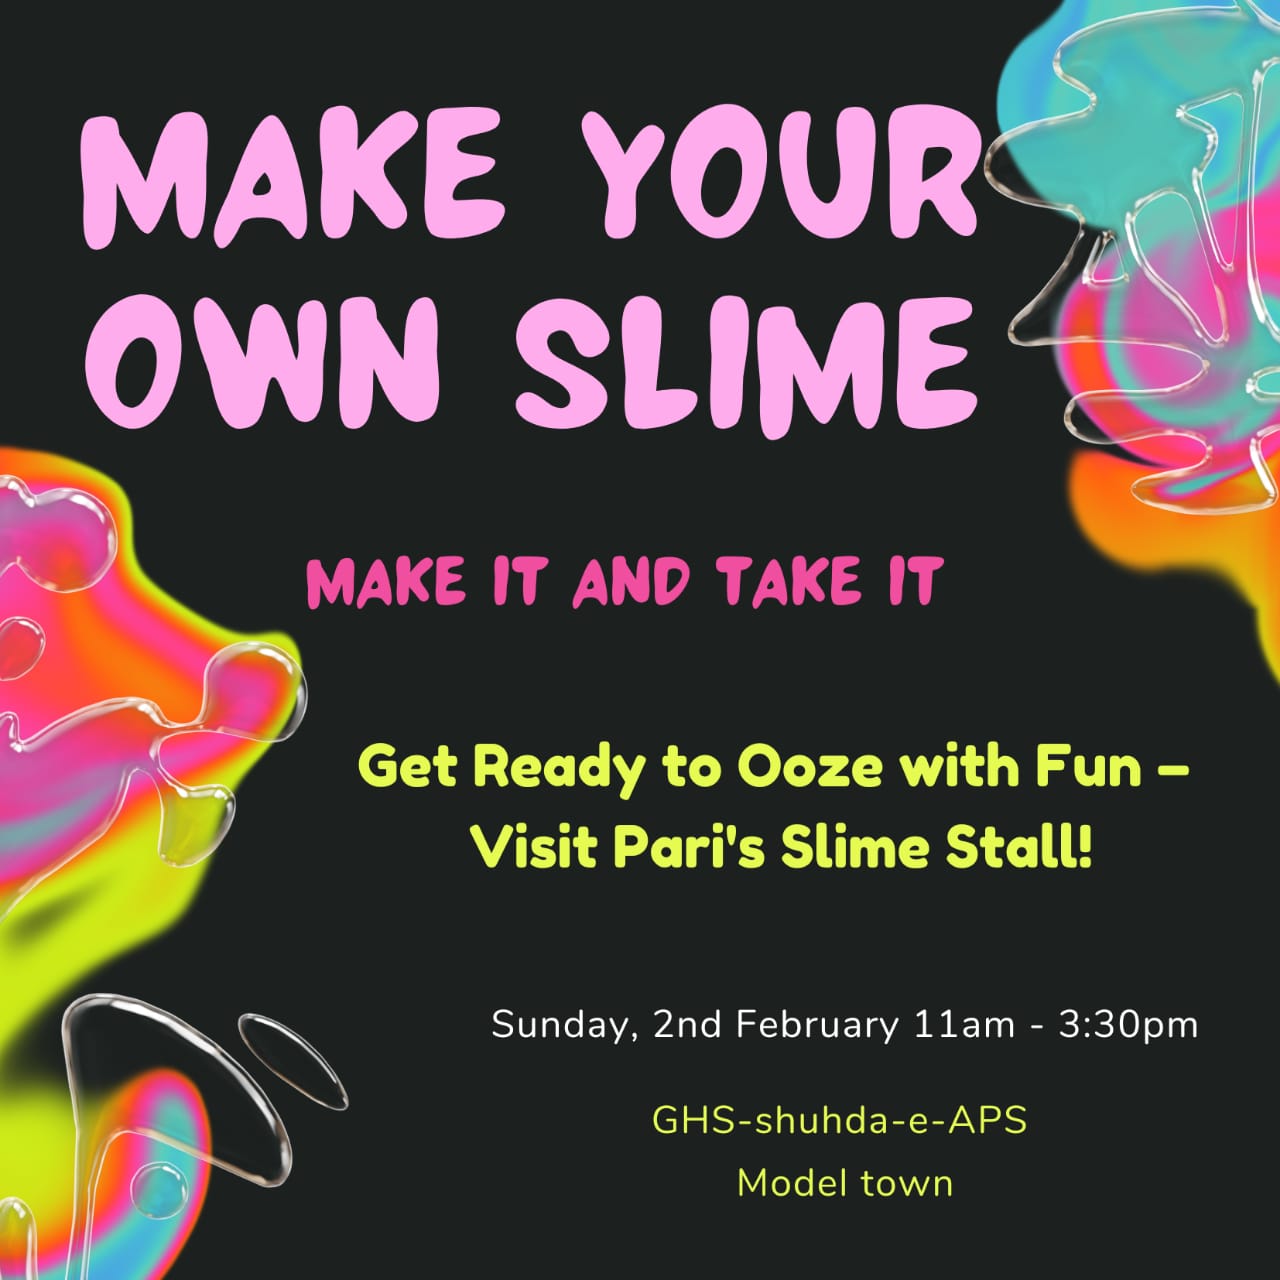 MAKE YOUR
OWN SLIME
MAKE IT AND TAKE IT
Get Ready to Ooze with Fun –
Visit Pari's Slime Stall!
Sunday, 2nd February 11am - 3:30pm
GHS-shuhda-e-APS
Model town